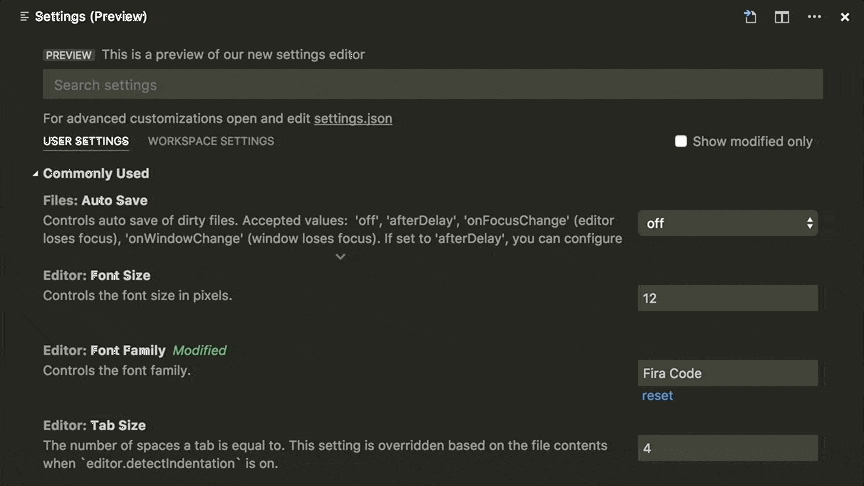 Settings (Preview)
PREVIEW This is a preview of our new settings editor
Search settings
For advanced customizations open and edit settings.json
USER SETTINGS WORKSPACE SETTINGS Show modified only
Commonly Used
Files: Auto Save
Controls auto save of dirty files. Accepted values: 'off', 'afterDelay', 'onFocusChange' (editor
loses focus), 'onWindowChange' (window loses focus). If set to 'afterDelay', you can configure
off
Editor: Font Size
Controls the font size in pixels.
12
Editor: Font Family Modified
Controls the font family.
Fira Code
reset
Editor: Tab Size
The number of spaces a tab is equal to. This setting is overridden based on the file contents
when `editor.detectIndentation` is on.
4